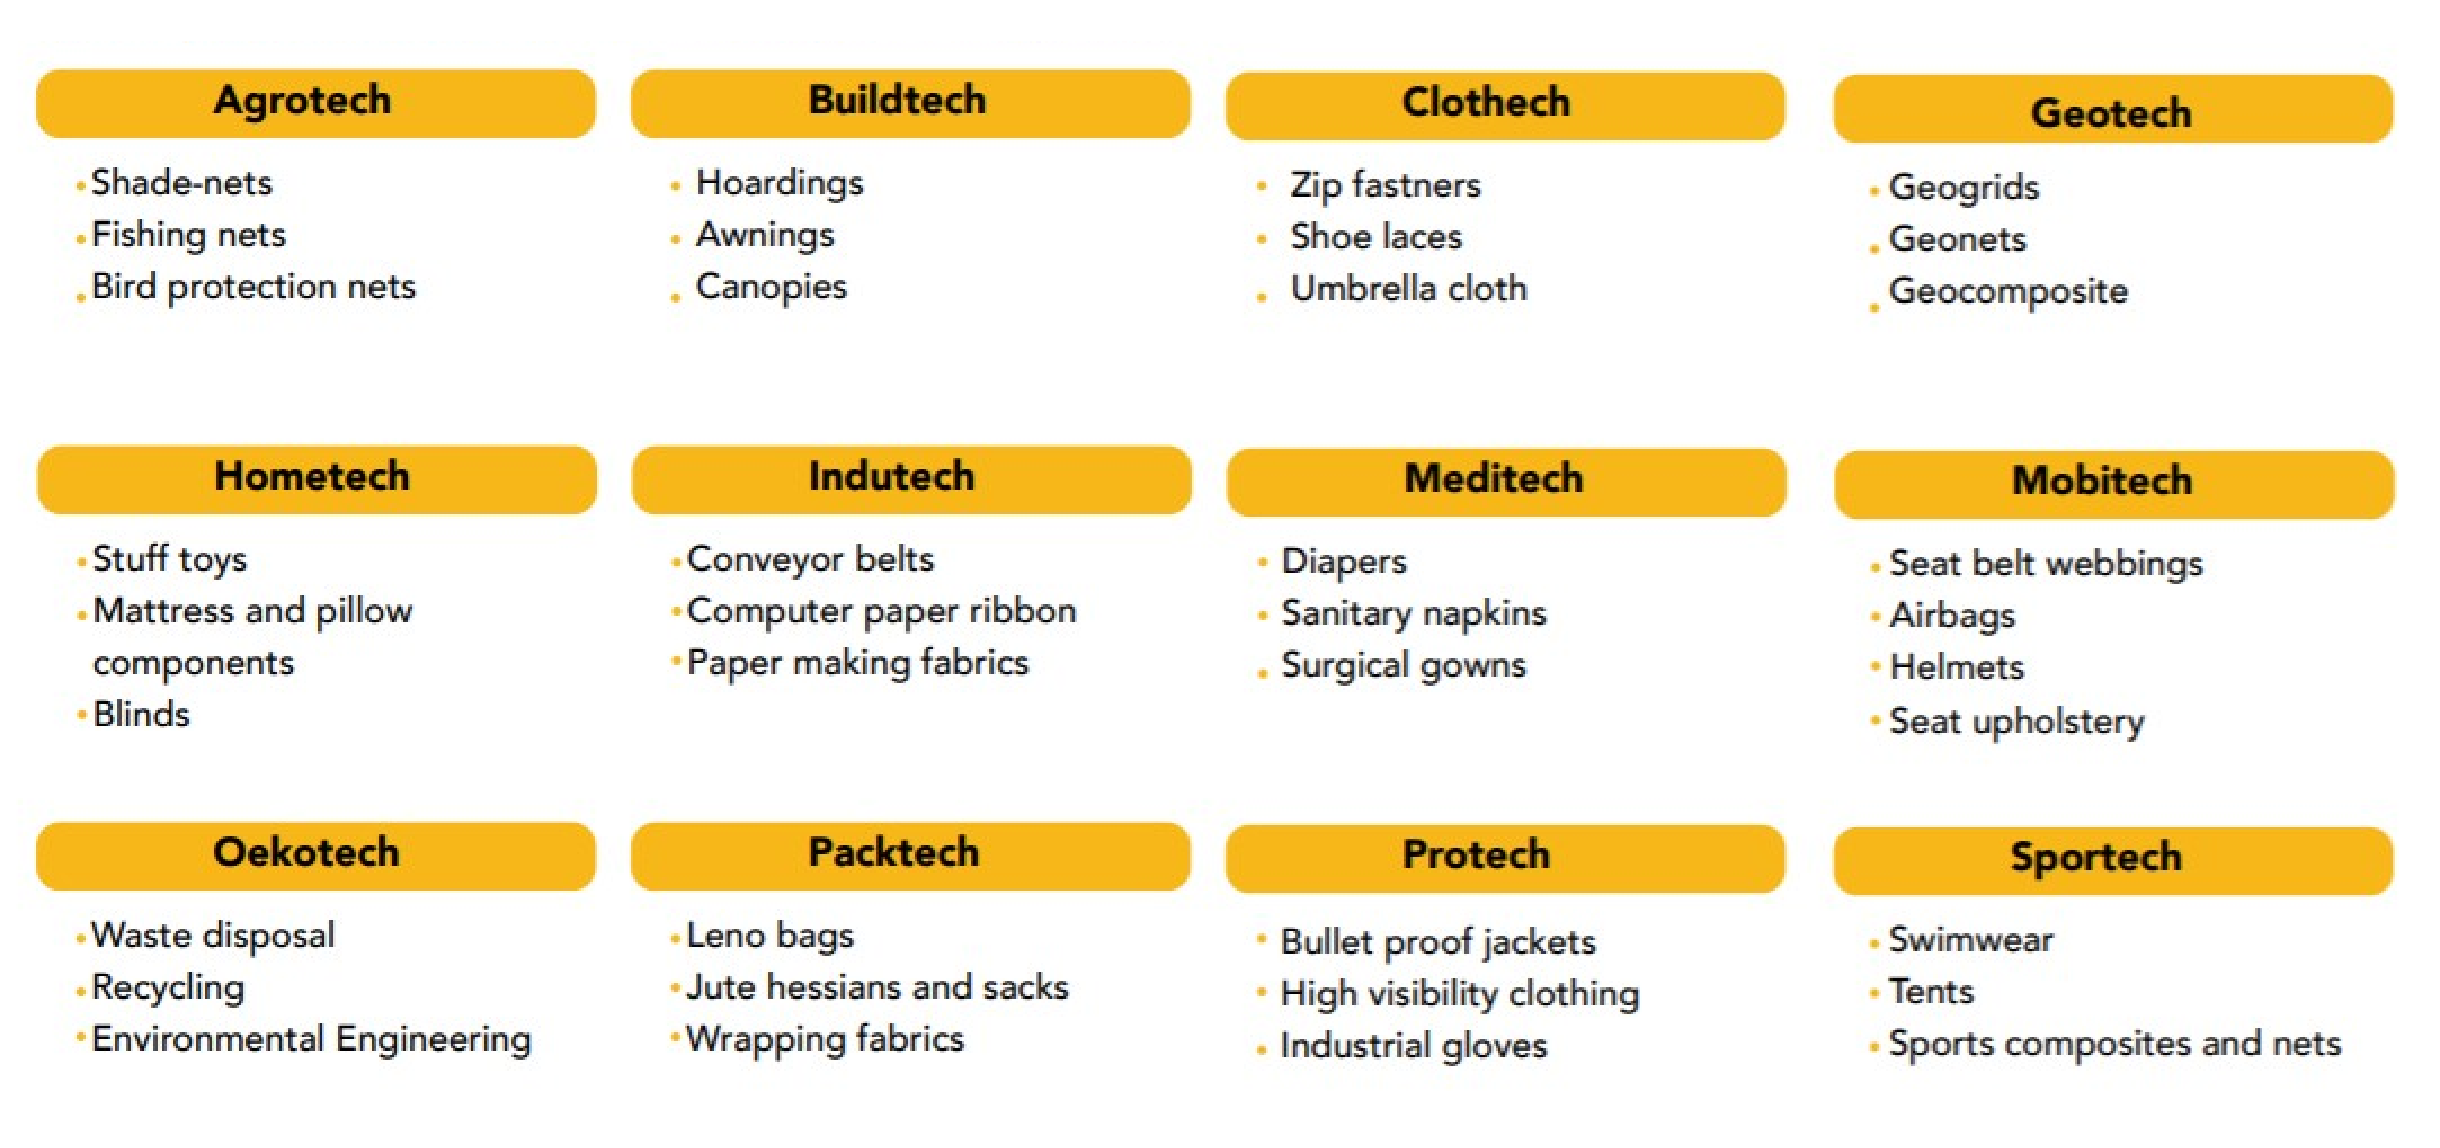 Agrotech
Shade-nets
Fishing nets
Bird protection nets
Buildtech
Hoardings
Awnings
Canopies
Clothech
Zip fastners
Shoe laces
Umbrella cloth
Geotech
Geogrids
Geonets
Geocomposite
Hometech
Stuff toys
Mattress and pillow
components
Blinds
Indutech
Conveyor belts
Computer paper ribbon
Paper making fabrics
Meditech
Diapers
Sanitary napkins
Surgical gowns
Mobitech
Seat belt webbings
Airbags
Helmets
Seat upholstery
Oekotech
Waste disposal
Recycling
Environmental Engineering
Packtech
Leno bags
Jute hessians and sacks
Wrapping fabrics
Protech
Bullet proof jackets
High visibility clothing
Industrial gloves
Sportech
Swimwear
Tents
Sports composites and nets